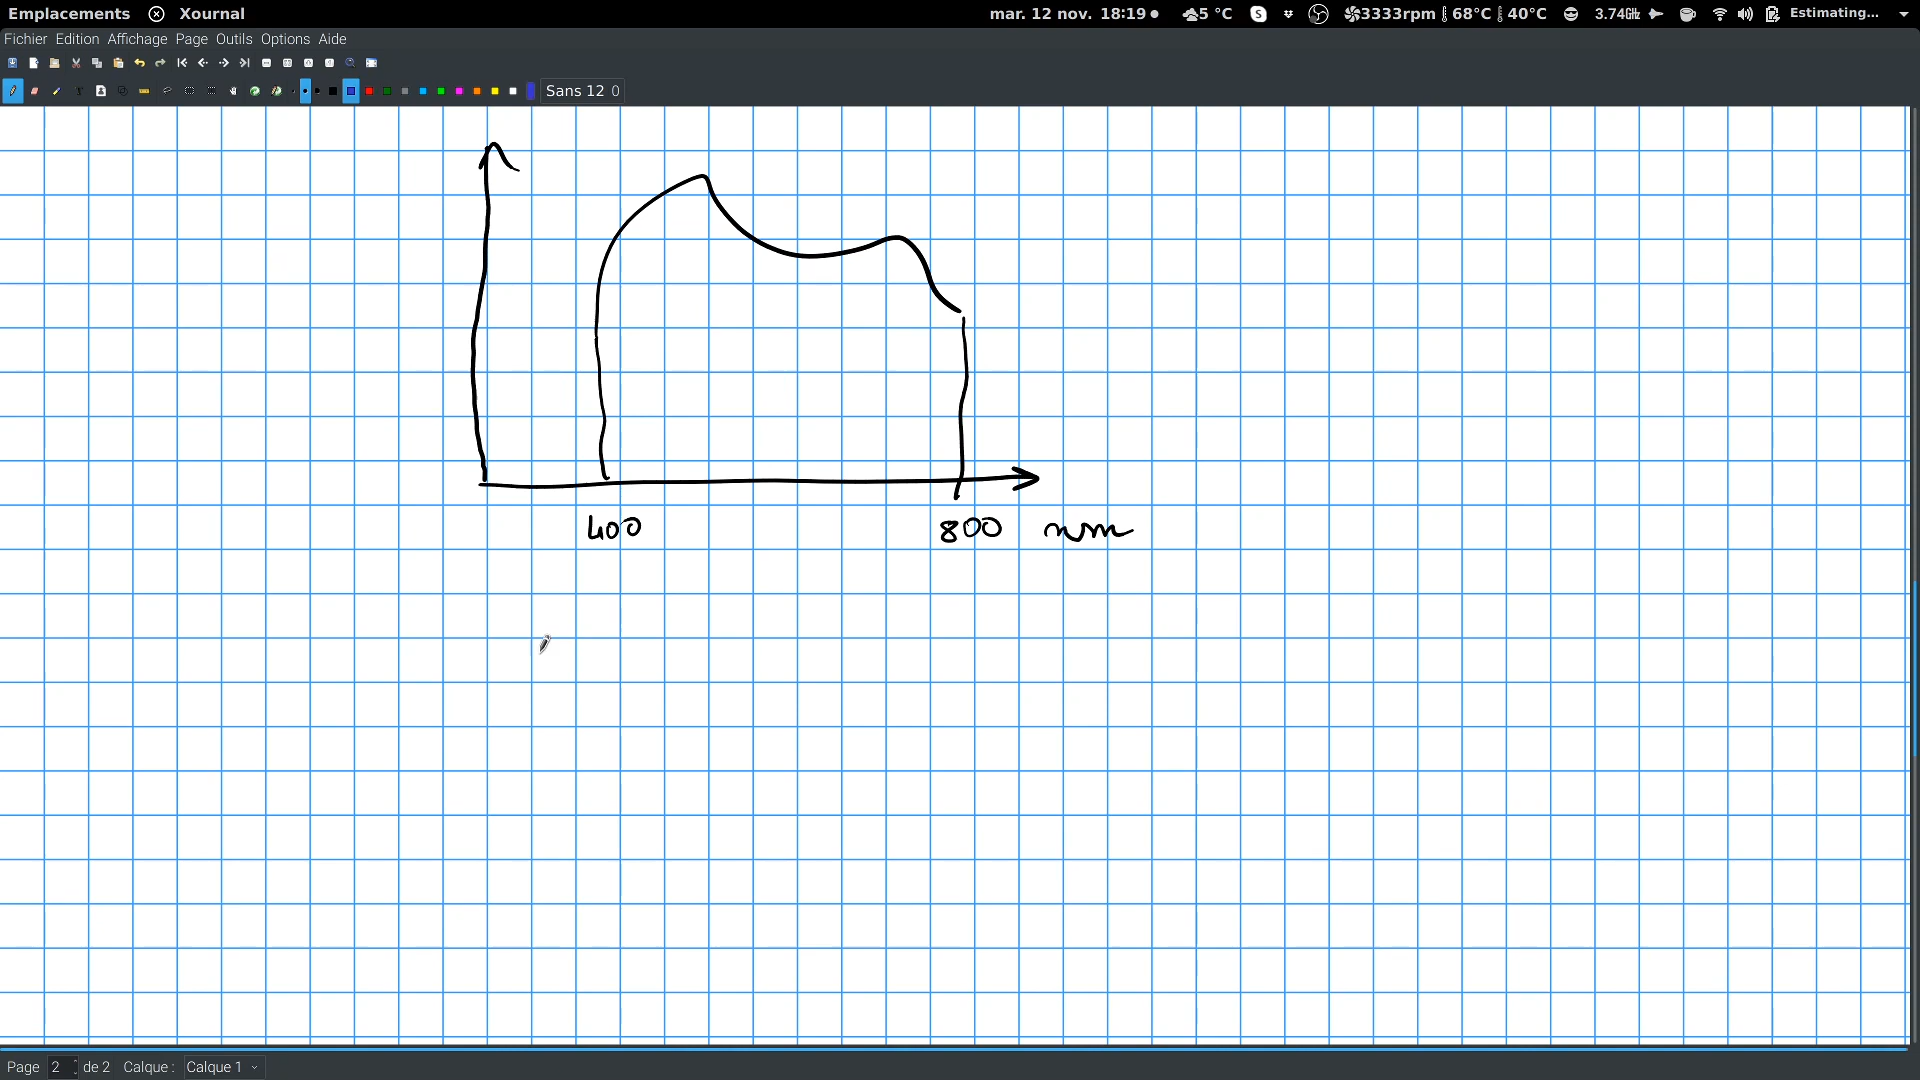 Emplacements Xournal mar. 12 nov. 18:19 5 °C 3333rpm 68°C 40°C 3.74GHz Estimating...
Fichier Edition Affichage Page Outils Options Aide
Sans 12 0
400 800 nm
Page 2 de 2 Calque : Calque 1